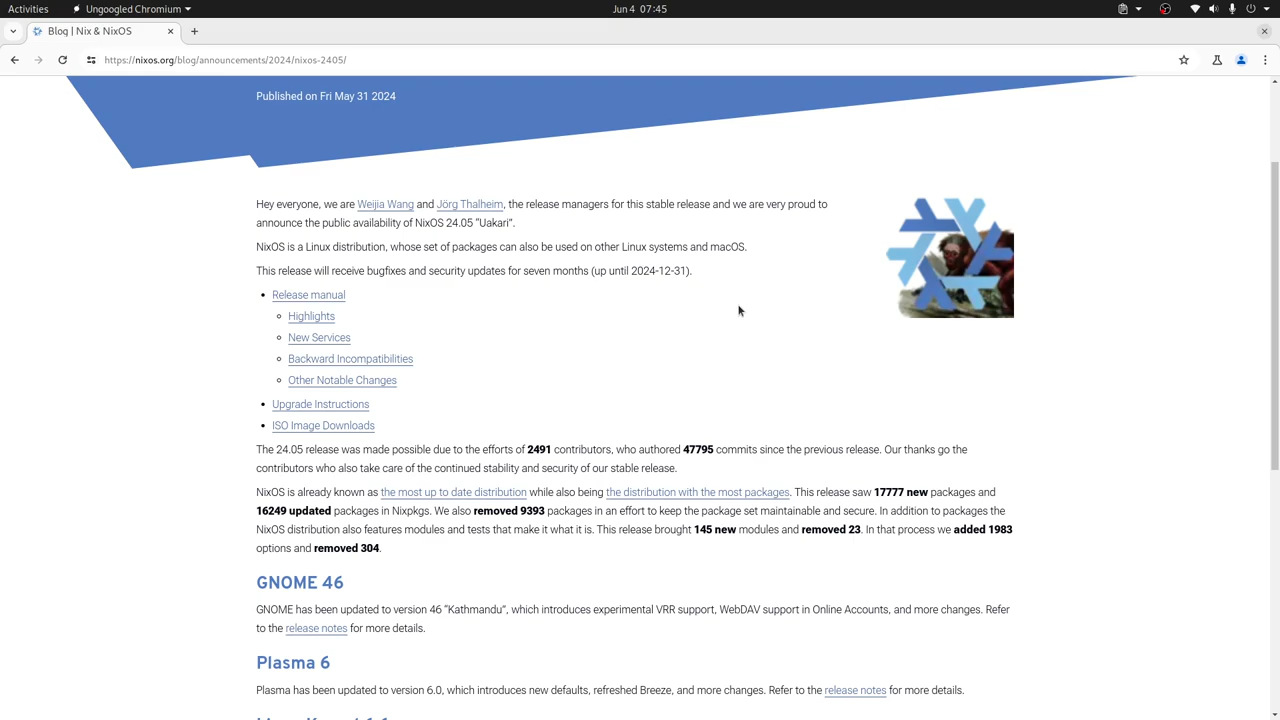 Activities
Ungoogled Chromium
Jun 4 07:45
Blog | Nix & NixOS
https://nixos.org/blog/announcements/2024/nixos-2405/
Published on Fri May 31 2024
Hey everyone, we are Weijia Wang and Jörg Thalheim, the release managers for this stable release and we are very proud to
announce the public availability of NixOS 24.05 “Uakari”.
NixOS is a Linux distribution, whose set of packages can also be used on other Linux systems and macOS.
This release will receive bugfixes and security updates for seven months (up until 2024-12-31).
Release manual
Highlights
New Services
Backward Incompatibilities
Other Notable Changes
Upgrade Instructions
ISO Image Downloads
The 24.05 release was made possible due to the efforts of 2491 contributors, who authored 47795 commits since the previous release. Our thanks go the
contributors who also take care of the continued stability and security of our stable release.
NixOS is already known as the most up to date distribution while also being the distribution with the most packages. This release saw 17777 new packages and
16249 updated packages in Nixpkgs. We also removed 9393 packages in an effort to keep the package set maintainable and secure. In addition to packages the
NixOS distribution also features modules and tests that make it what it is. This release brought 145 new modules and removed 23. In that process we added 1983
options and removed 304.
GNOME 46
GNOME has been updated to version 46 “Kathmandu”, which introduces experimental VRR support, WebDAV support in Online Accounts, and more changes. Refer
to the release notes for more details.
Plasma 6
Plasma has been updated to version 6.0, which introduces new defaults, refreshed Breeze, and more changes. Refer to the release notes for more details.